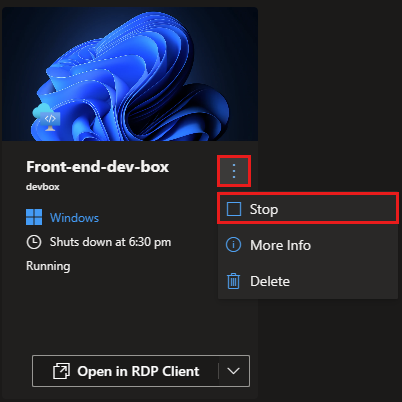 Front-end-dev-box
devbox
Windows
Shuts down at 6:30 pm
Running
Stop
More Info
Delete
Open in RDP Client